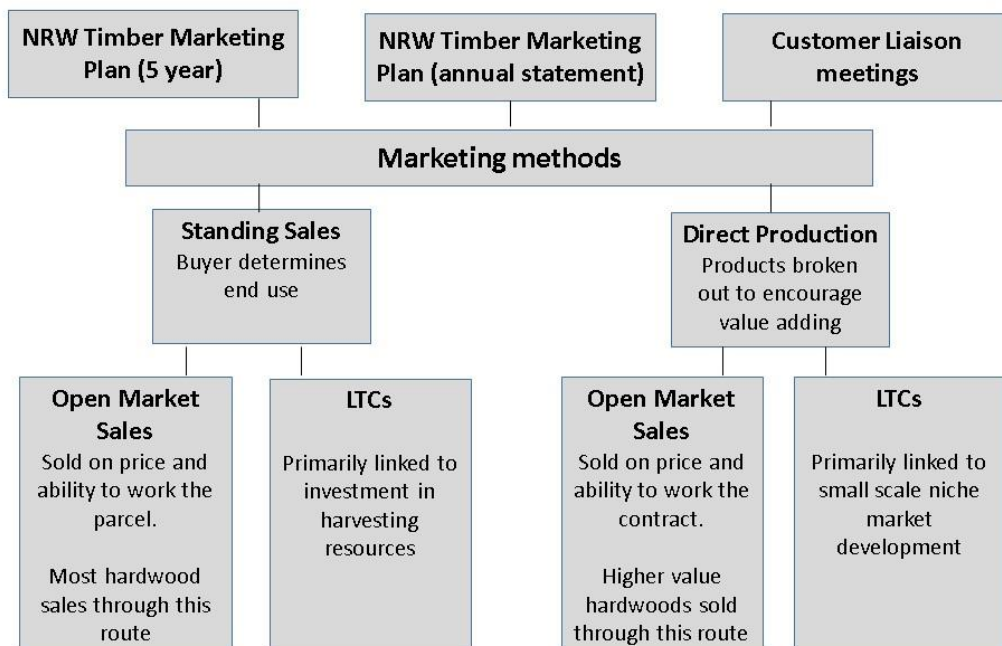 NRW Timber Marketing
Plan (5 year)
NRW Timber Marketing
Plan (annual statement)
Customer Liaison
meetings
Marketing methods
Standing Sales
Buyer determines
end use
Direct Production
Products broken
out to encourage
value adding
Open Market
Sales
Sold on price and
ability to work the
parcel.
Most hardwood
sales through this
route
LTCs
Primarily linked to
investment in
harvesting
resources
Open Market
Sales
Sold on price and
ability to work the
contract.
Higher value
hardwoods sold
through this route
LTCs
Primarily linked to
small scale niche
market
development